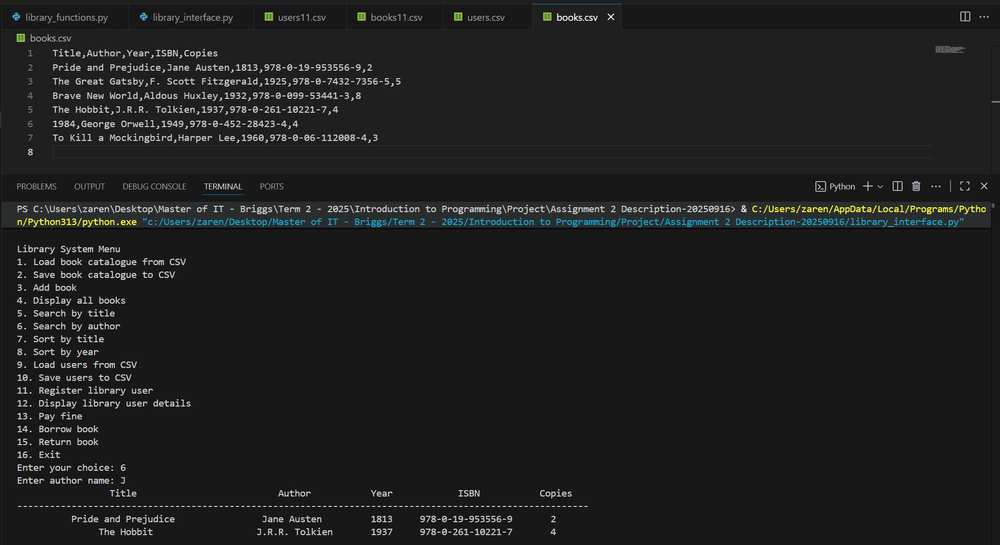 library_functions.py library_interface.py users11.csv books11.csv users.csv books.csv
books.csv
1 Title,Author,Year,ISBN,Copies
2 Pride and Prejudice,Jane Austen,1813,978-0-19-953556-9,2
3 The Great Gatsby,F. Scott Fitzgerald,1925,978-0-7432-7356-5,5
4 Brave New World,Aldous Huxley,1932,978-0-099-53441-3,8
5 The Hobbit,J.R.R. Tolkien,1937,978-0-261-10221-7,4
6 1984,George Orwell,1949,978-0-452-28423-4,4
7 To Kill a Mockingbird,Harper Lee,1960,978-0-06-112008-4,3
8
PROBLEMS OUTPUT DEBUG CONSOLE TERMINAL PORTS Python
PS C:\Users\zaren\Desktop\Master of IT - Briggs\Term 2 - 2025\Introduction to Programming\Project\Assignment 2 Description-20250916> & C:/Users/zaren/AppData/Local/Programs/Pytho
n/Python313/python.exe "c:/Users/zaren/Desktop/Master of IT - Briggs/Term 2 - 2025/Introduction to Programming/Project/Assignment 2 Description-20250916/library_interface.py"
Library System Menu
1. Load book catalogue from CSV
2. Save book catalogue to CSV
3. Add book
4. Display all books
5. Search by title
6. Search by author
7. Sort by title
8. Sort by year
9. Load users from CSV
10. Save users to CSV
11. Register library user
12. Display library user details
13. Pay fine
14. Borrow book
15. Return book
16. Exit
Enter your choice: 6
Enter author name: J
Title Author Year ISBN Copies
---------------------------------------------------------------------------------------------------------
Pride and Prejudice Jane Austen 1813 978-0-19-953556-9 2
The Hobbit J.R.R. Tolkien 1937 978-0-261-10221-7 4